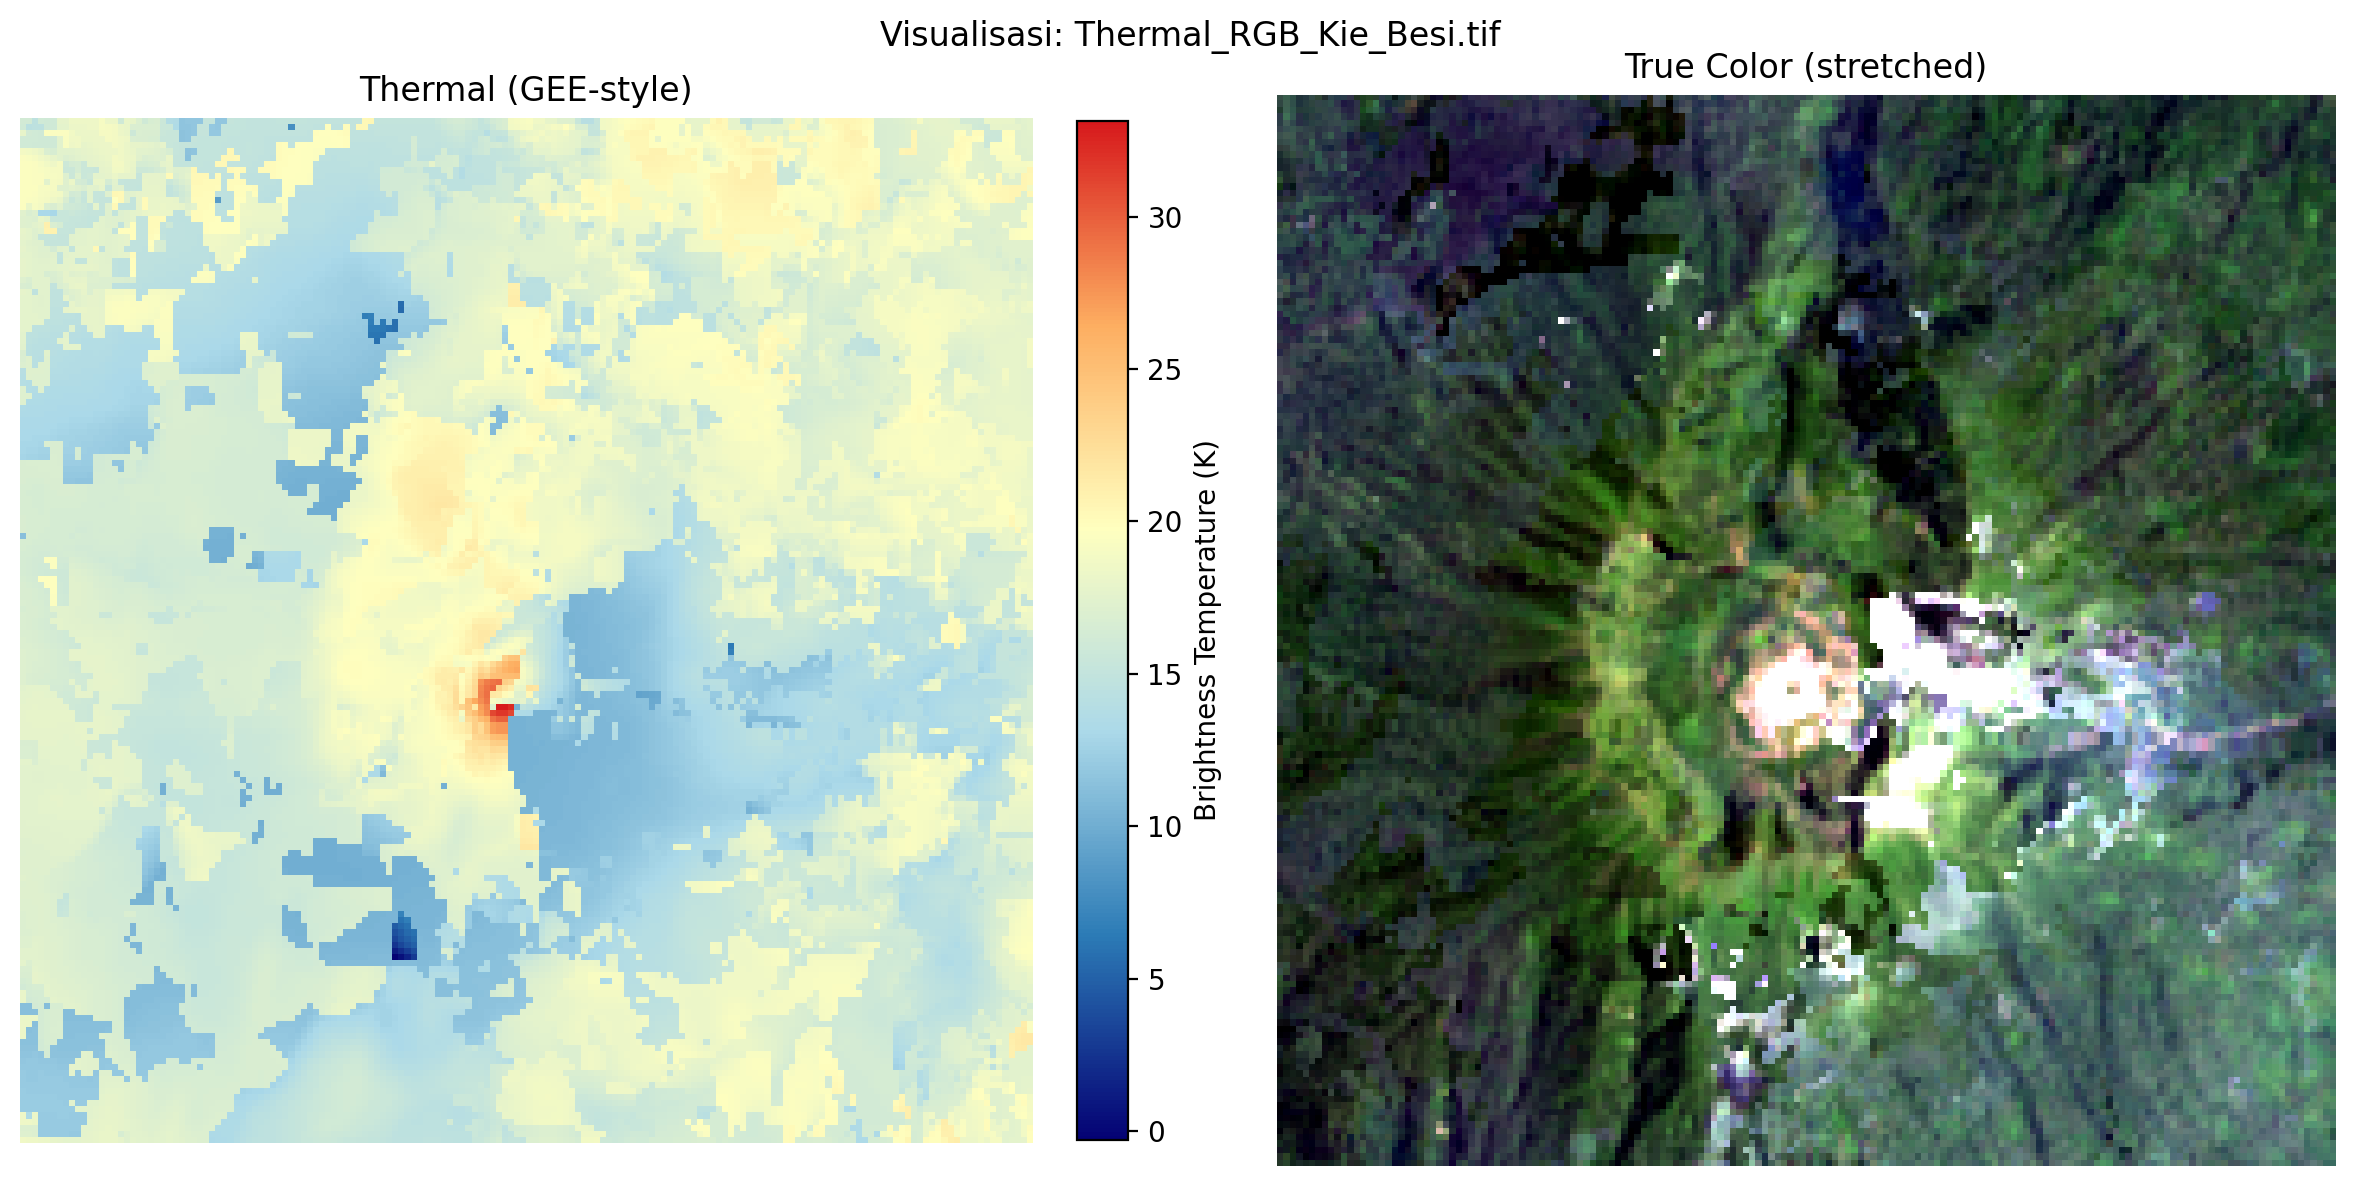 Visualisasi: Thermal_RGB_Kie_Besi.tif
Thermal (GEE-style)
True Color (stretched)
30
25
20
15
10
5
0
Brightness Temperature (K)